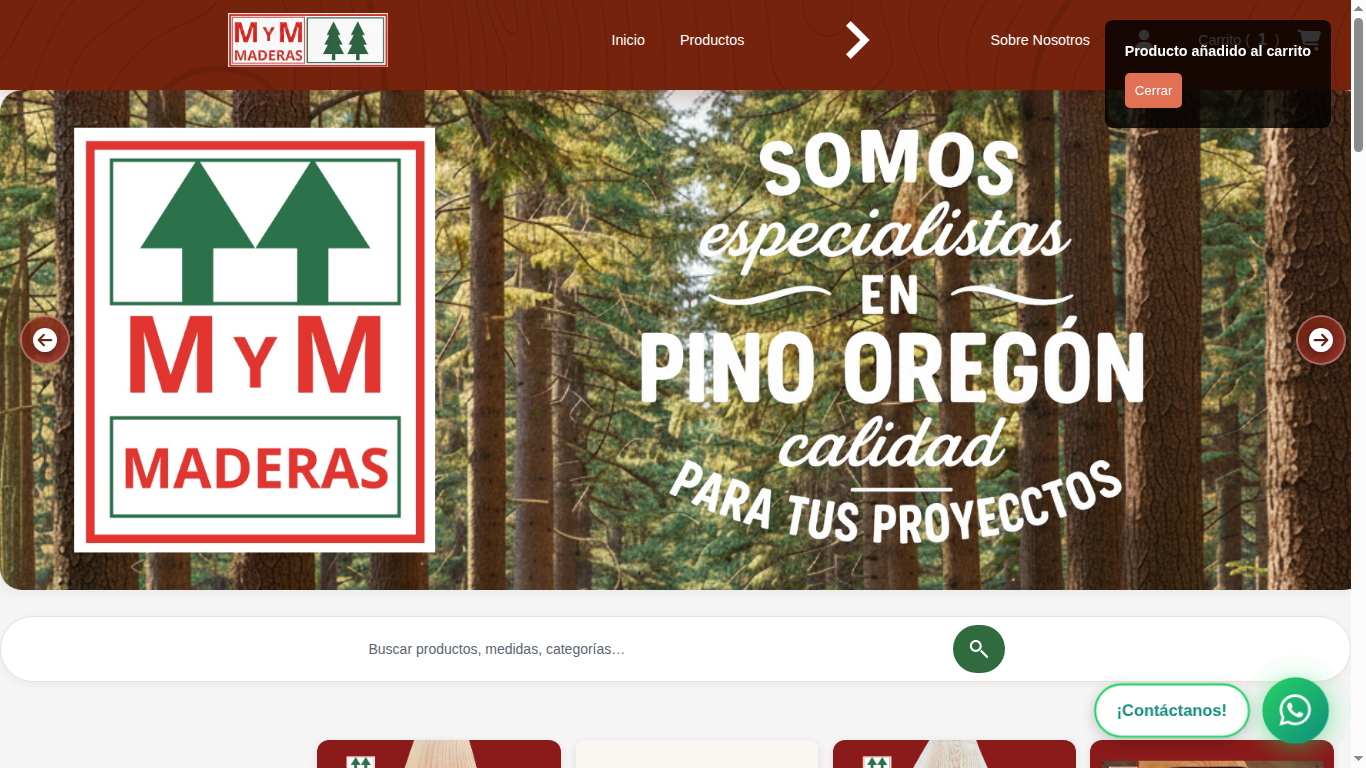 M Y M
MADERAS
Inicio
Productos
Sobre Nosotros
Carrito ( 1 )
Producto añadido al carrito
Cerrar
M Y M
MADERAS
SOMOS
especialistas
EN
PINO OREGÓN
calidad
PARA TUS PROYECCTOS
Buscar productos, medidas, categorías…
¡Contáctanos!